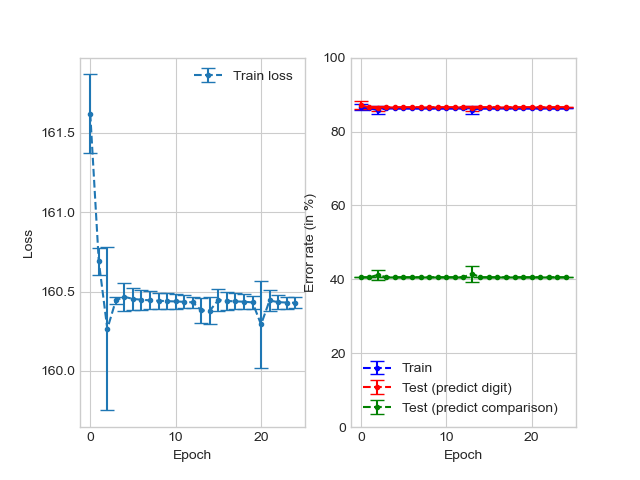 Train loss
161.5
161.0
160.5
160.0
Loss
0
10
20
Epoch
100
80
60
40
20
0
Error rate (in %)
Train
Test (predict digit)
Test (predict comparison)
0
10
20
Epoch